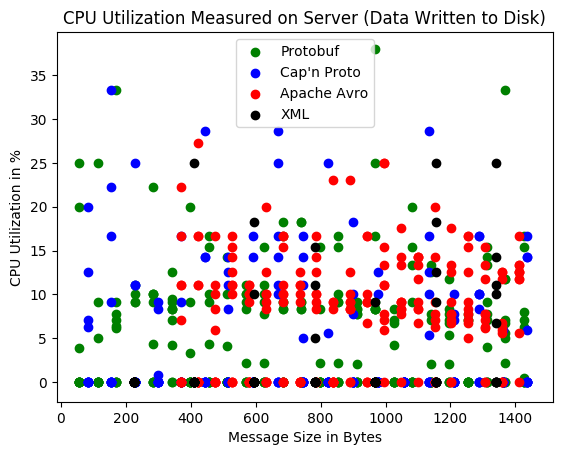 CPU Utilization Measured on Server (Data Written to Disk)
Protobuf
Cap'n Proto
Apache Avro
XML
CPU Utilization in %
35
30
25
20
15
10
5
0
0 200 400 600 800 1000 1200 1400
Message Size in Bytes